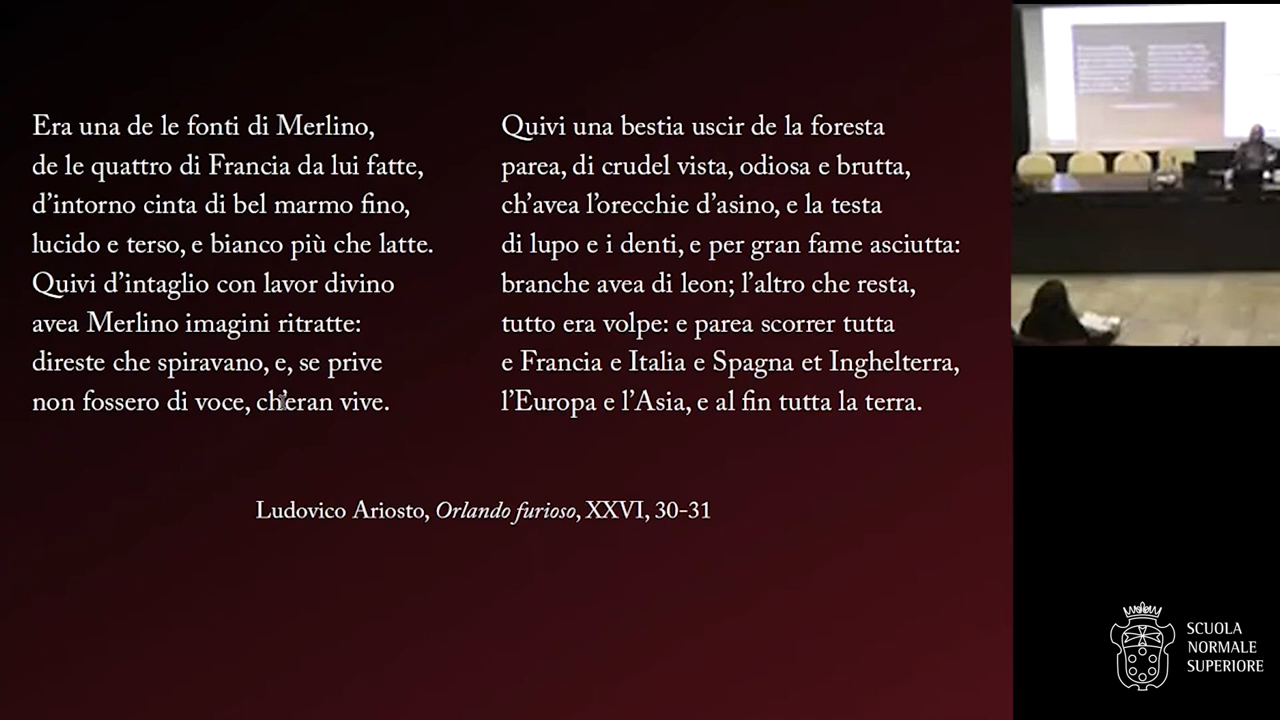 Era una de le fonti di Merlino,
de le quattro di Francia da lui fatte,
d’intorno cinta di bel marmo fino,
lucido e terso, e bianco più che latte.
Quivi d’intaglio con lavor divino
avea Merlino imagini ritratte:
direste che spiravano, e, se prive
non fossero di voce, ch’eran vive.
Quivi una bestia uscir de la foresta
parea, di crudel vista, odiosa e brutta,
ch’avea l’orecchie d’asino, e la testa
di lupo e i denti, e per gran fame asciutta:
branche avea di leon; l’altro che resta,
tutto era volpe: e parea scorrer tutta
e Francia e Italia e Spagna et Inghelterra,
l’Europa e l’Asia, e al fin tutta la terra.
Ludovico Ariosto, Orlando furioso, XXVI, 30-31
SCUOLA
NORMALE
SUPERIORE